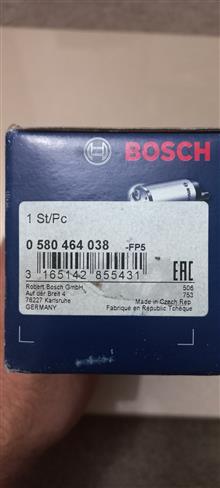 BOSCH
1 St/Pc
0 580 464 038 -FP5
3 165142 855431
EAC
Robert Bosch GmbH 506
Auf der Breit 4 753
76227 Karlsruhe Made in Czech Rep
GERMANY Fabriqué en Republic Tchèque